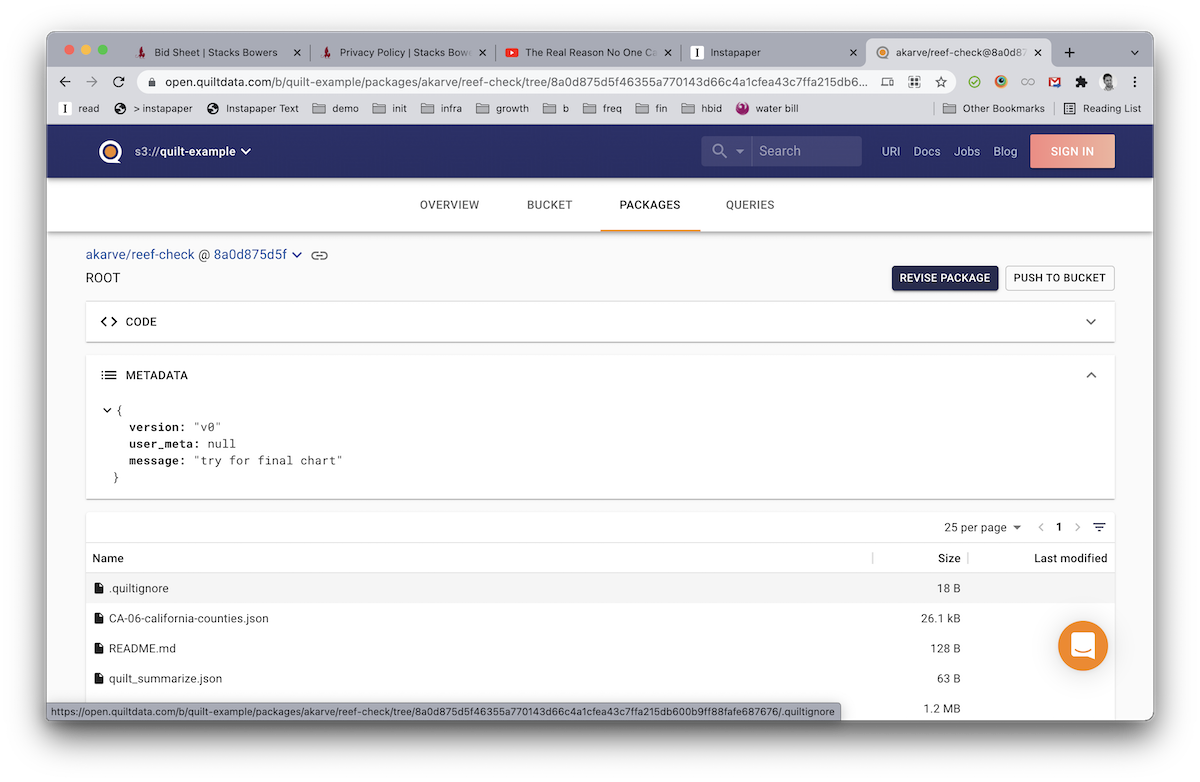 Bid Sheet | Stacks Bowers
Privacy Policy | Stacks Bowe
The Real Reason No One Ca
Instapaper
akarve/reef-check@8a0d87
open.quiltdata.com/b/quilt-example/packages/akarve/reef-check/tree/8a0d875d5f46355a770143d66c4a1cfea43c7ffa215db6...
I read
> instapaper
Instapaper Text
demo
init
infra
growth
b
freq
fin
hbid
water bill
Other Bookmarks
Reading List
s3://quilt-example
Search
URI
Docs
Jobs
Blog
SIGN IN
OVERVIEW
BUCKET
PACKAGES
QUERIES
akarve/reef-check @ 8a0d875d5f
ROOT
REVISE PACKAGE
PUSH TO BUCKET
CODE
METADATA
{
version: "v0"
user_meta: null
message: "try for final chart"
}
25 per page
1
Name Size Last modified
.quiltignore 18 B
CA-06-california-counties.json 26.1 kB
README.md 128 B
quilt_summarize.json 63 B
1.2 MB
https://open.quiltdata.com/b/quilt-example/packages/akarve/reef-check/tree/8a0d875d5f46355a770143d66c4a1cfea43c7ffa215db600b9ff88fafe687676/.quiltignore